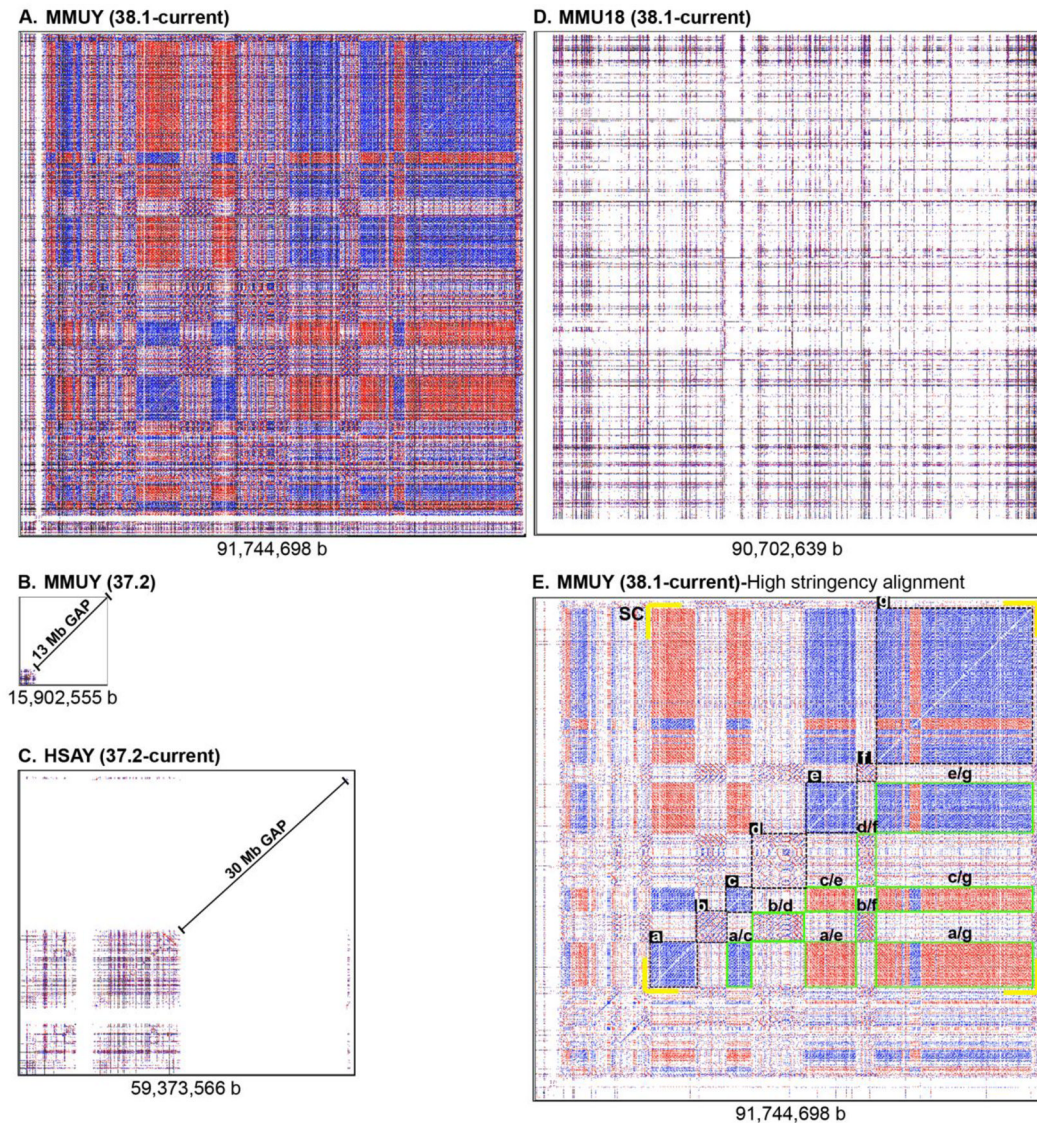 A. MMUY (38.1-current)
91,744,698 b
B. MMUY (37.2)
13 Mb GAP
15,902,555 b
C. HSAY (37.2-current)
30 Mb GAP
59,373,566 b
D. MMU18 (38.1-current)
90,702,639 b
E. MMUY (38.1-current)-High stringency alignment
SC
g
f
e
e/g
d/f
d
c/e
c/g
c
b/d
b/f
b
a
a/c
a/e
a/g
91,744,698 b